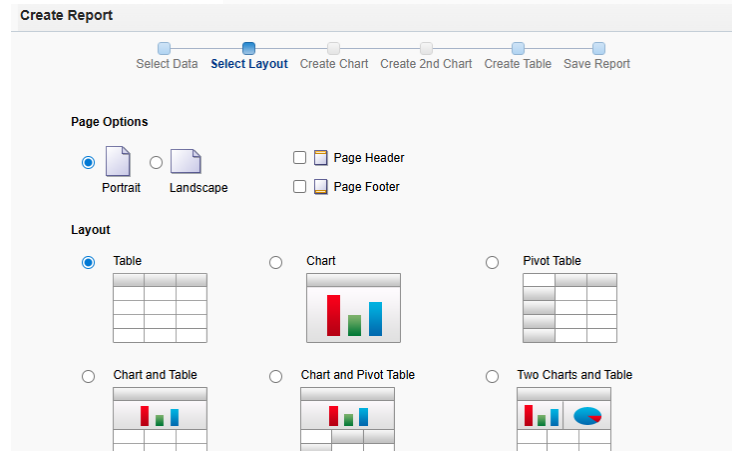 Create Report
Select Data Select Layout Create Chart Create 2nd Chart Create Table Save Report
Page Options
Page Header
Portrait Landscape Page Footer
Layout
Table Chart Pivot Table
Chart and Table Chart and Pivot Table Two Charts and Table